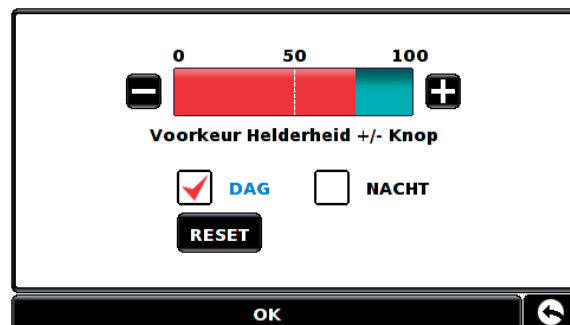 0 50 100
Voorkeur Helderheid +/- Knop
DAG NACHT
RESET
OK